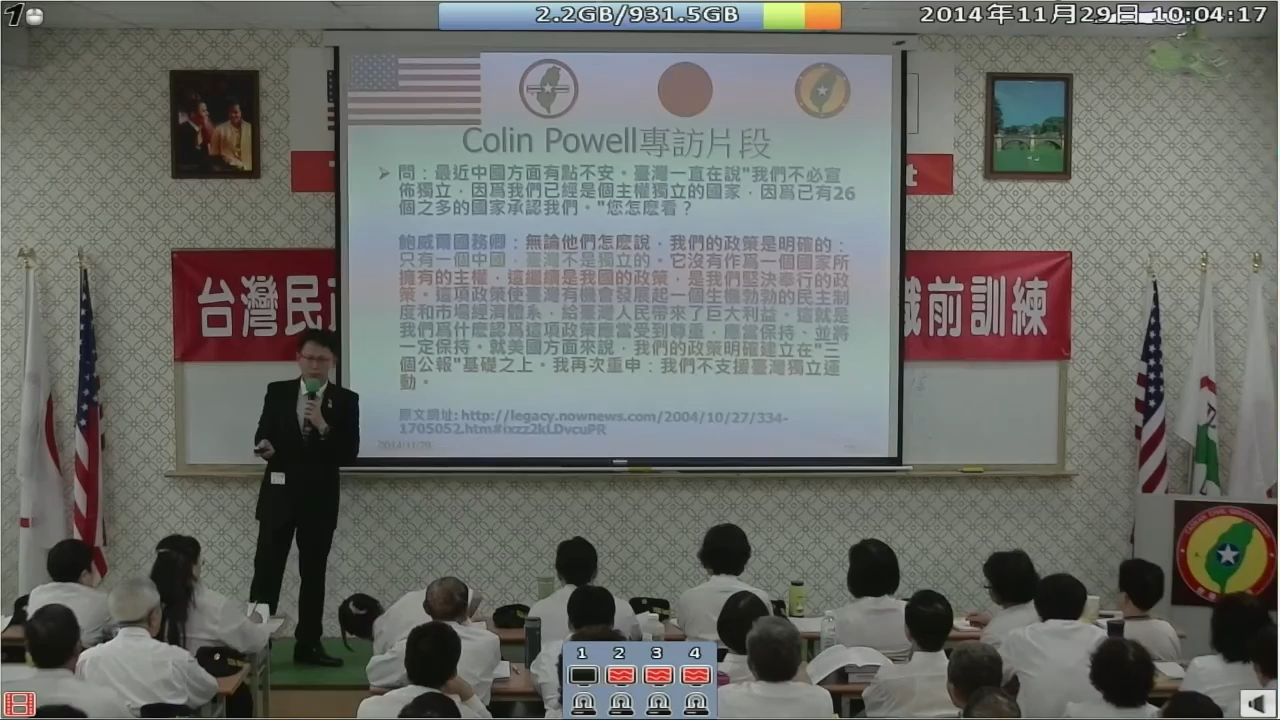 1
2.2GB/931.5GB
2014年11月29日 10:04:17
Colin Powell專訪片段
➤ 問：最近中國方面有點不安。臺灣一直在說"我們不必宣
佈獨立，因爲我們已經是個主權獨立的國家，因爲已有26
個之多的國家承認我們。"您怎麽看？
鮑威爾國務卿：無論他們怎麽說，我們的政策是明確的：
只有一個中國，臺灣不是獨立的。它沒有作爲一個國家所
擁有的主權，這繼續是我國的政策，是我們堅決奉行的政
策。這項政策使臺灣有機會發展起一個生機勃勃的民主制
度和市場經濟體系，給臺灣人民帶來了巨大利益。這就是
我們爲什麽認爲這項政策應當受到尊重，應當保持、並將
一定保持。就美國方面來說，我們的政策明確建立在"三
個公報"基礎之上。我再次重申：我們不支援臺灣獨立運
動。
原文網址: http://legacy.nownews.com/2004/10/27/334-
1705052.htm#ixzz2kLDvcuPR
2014/11/29
t
台灣民
職前訓練
1 2 3 4